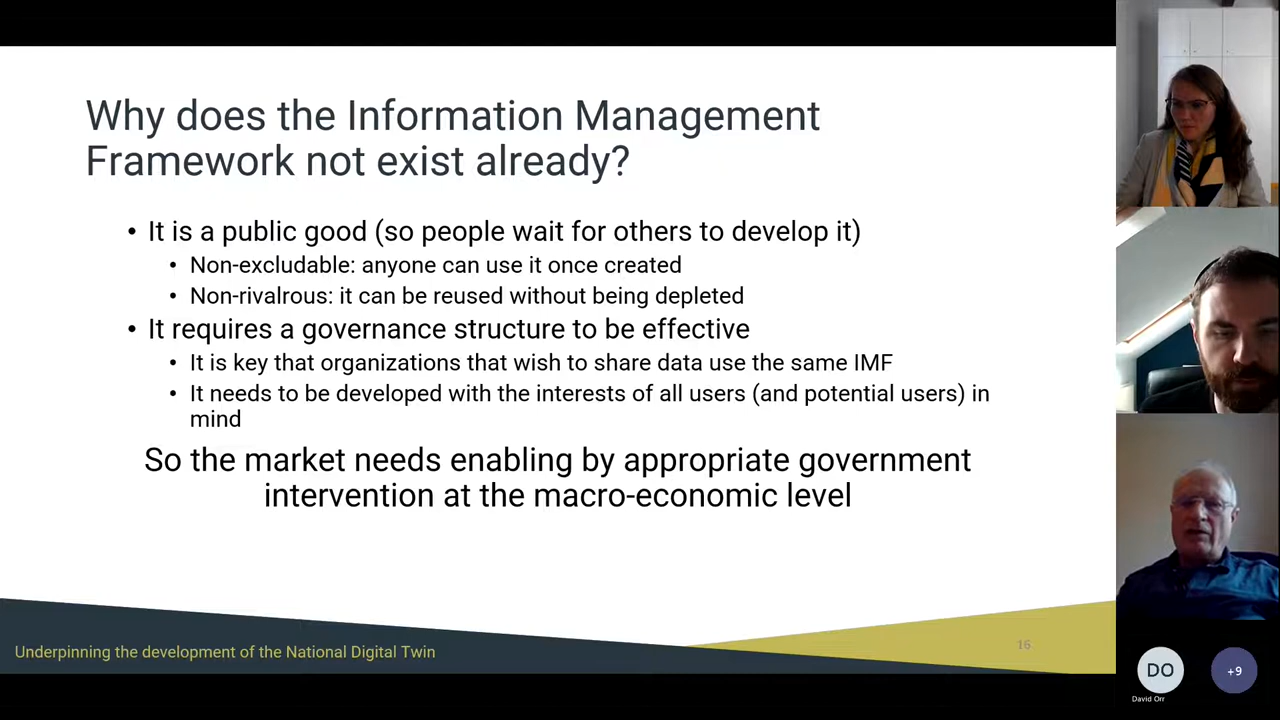 Why does the Information Management
Framework not exist already?
• It is a public good (so people wait for others to develop it)
• Non-excludable: anyone can use it once created
• Non-rivalrous: it can be reused without being depleted
• It requires a governance structure to be effective
• It is key that organizations that wish to share data use the same IMF
• It needs to be developed with the interests of all users (and potential users) in
mind
So the market needs enabling by appropriate government
intervention at the macro-economic level
Underpinning the development of the National Digital Twin
16
DO
David Orr
+9